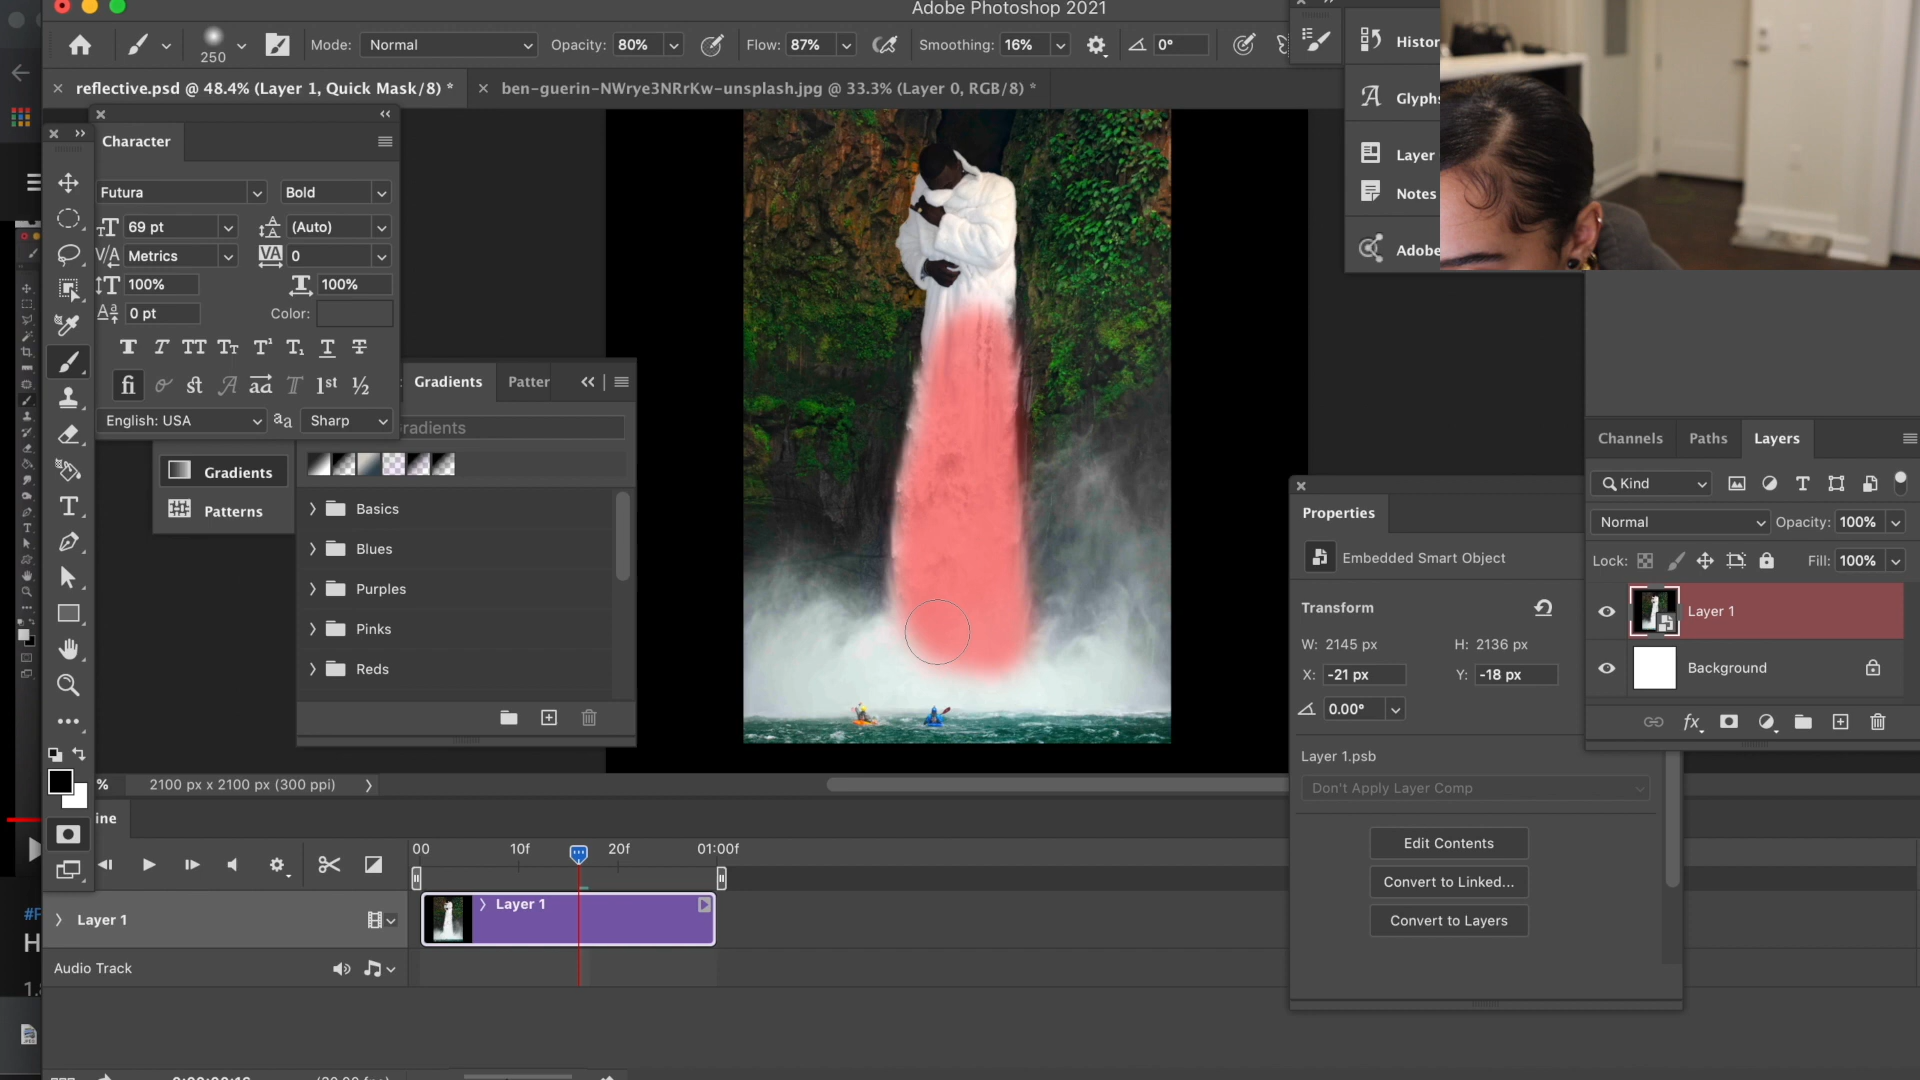 Adobe Photoshop 2021
250
Mode: Normal
Opacity: 80%
Flow: 87%
Smoothing: 16%
0°
reflective.psd @ 48.4% (Layer 1, Quick Mask/8) *
ben-guerin-NWrye3NRrKw-unsplash.jpg @ 33.3% (Layer 0, RGB/8) *
Histor
Glyphs
Layer
Notes
Adobe
Character
Futura
Bold
69 pt
(Auto)
Metrics
0
100%
100%
0 pt
Color:
English: USA
Sharp
Gradients
Patter
radients
Gradients
Patterns
Basics
Blues
Purples
Pinks
Reds
% 2100 px x 2100 px (300 ppi)
ine
00 10f 20f 01:00f
Layer 1
Layer 1
Audio Track
Channels Paths Layers
Kind
Normal
Opacity: 100%
Lock:
Fill: 100%
Layer 1
Background
fx
Properties
Embedded Smart Object
Transform
W: 2145 px H: 2136 px
X: -21 px Y: -18 px
0.00°
Layer 1.psb
Don't Apply Layer Comp
Edit Contents
Convert to Linked...
Convert to Layers
#F
H